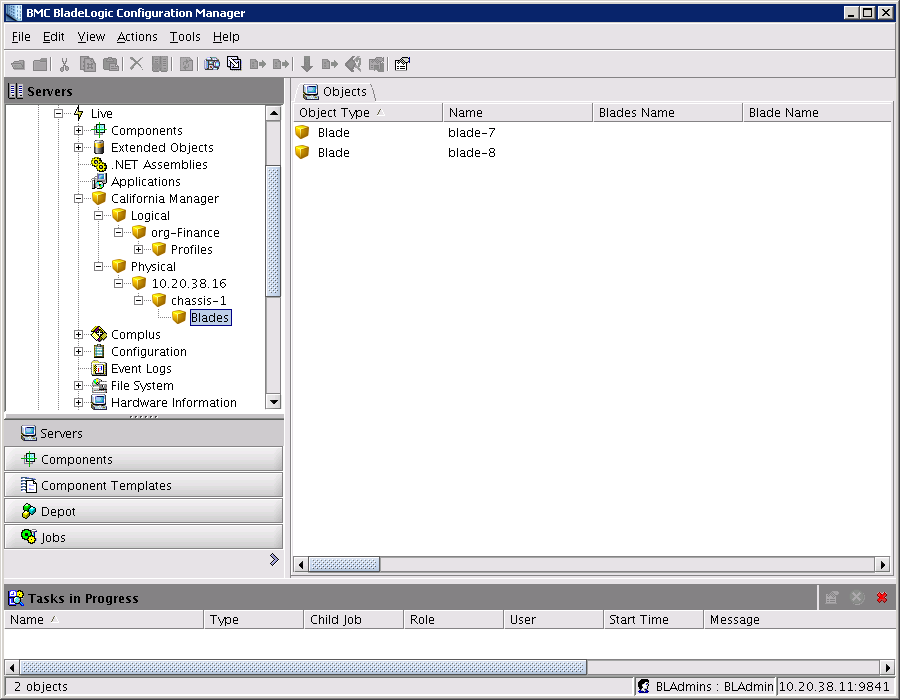 BMC BladeLogic Configuration Manager
File Edit View Actions Tools Help
Servers
Live
Components
Extended Objects
.NET Assemblies
Applications
California Manager
Logical
org-Finance
Profiles
Physical
10.20.38.16
chassis-1
Blades
Complus
Configuration
Event Logs
File System
Hardware Information
Servers
Components
Component Templates
Depot
Jobs
Objects
Object Type Name Blades Name Blade Name
Blade blade-7
Blade blade-8
Tasks in Progress
Name Type Child Job Role User Start Time Message
2 objects BLAdmins : BLAdmin 10.20.38.11:9841